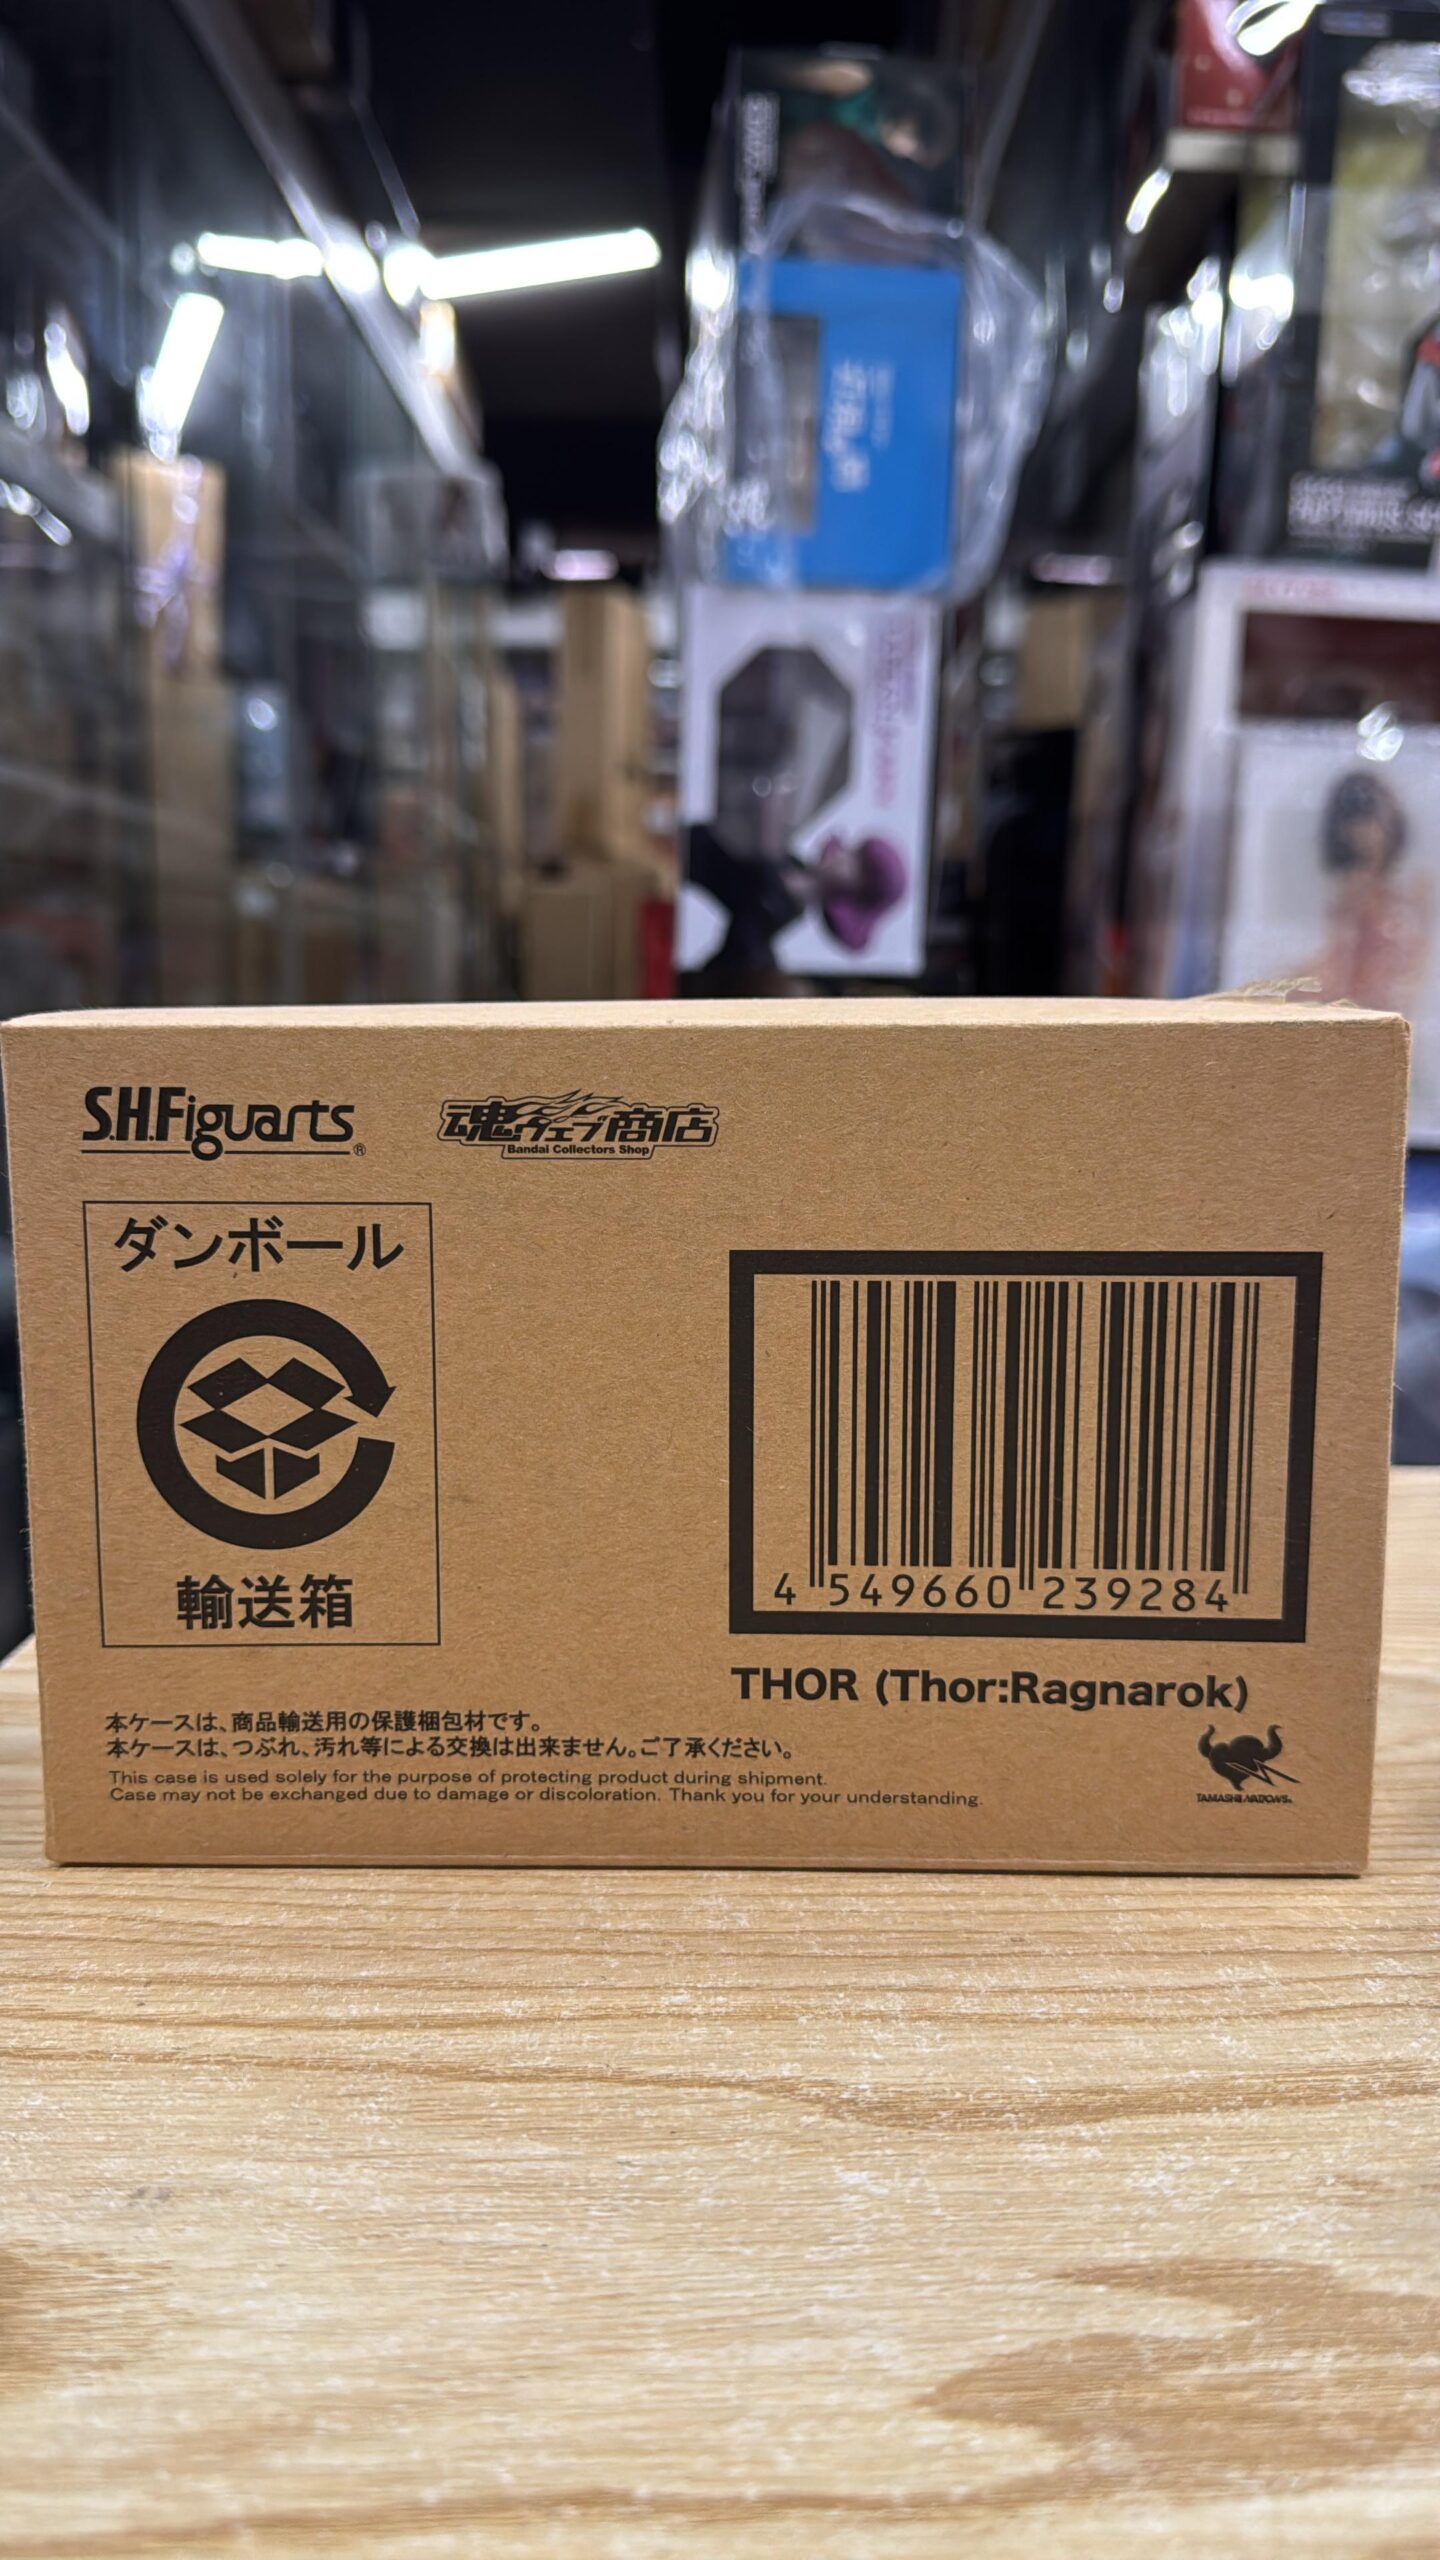 S.H.Figuarts®
魂ウェブ商店
Bandai Collectors Shop
ダンボール
輸送箱
4 549660 239284
THOR (Thor:Ragnarok)
本ケースは、商品輸送用の保護梱包材です。
本ケースは、つぶれ、汚れ等による交換は出来ません。ご了承ください。
This case is used solely for the purpose of protecting product during shipment.
Case may not be exchanged due to damage or discoloration. Thank you for your understanding.
TAMASHII NATIONS